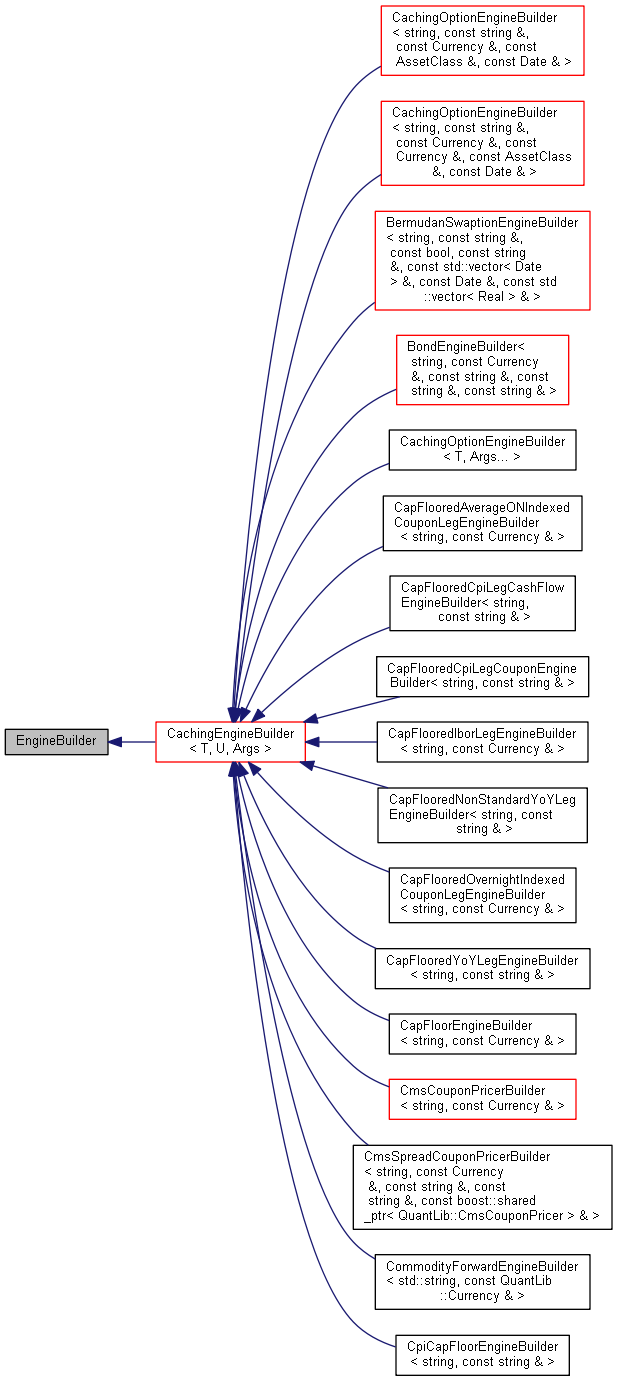 CachingOptionEngineBuilder
< string, const string &,
const Currency &, const
AssetClass &, const Date & >
CachingOptionEngineBuilder
< string, const string &,
const Currency &, const
Currency &, const AssetClass
&, const Date & >
BermudanSwaptionEngineBuilder
< string, const string &,
const bool, const string
&, const std::vector< Date
> &, const Date &, const std
::vector< Real > & >
BondEngineBuilder<
string, const Currency
&, const string &, const
string &, const string & >
CachingOptionEngineBuilder
< T, Args... >
CapFlooredAverageONIndexed
CouponLegEngineBuilder
< string, const Currency & >
CapFlooredCpiLegCashFlow
EngineBuilder< string,
const string & >
CapFlooredCpiLegCouponEngine
Builder< string, const string & >
EngineBuilder
CachingEngineBuilder
< T, U, Args >
CapFlooredIborLegEngineBuilder
< string, const Currency & >
CapFlooredNonStandardYoYLeg
EngineBuilder< string, const
string & >
CapFlooredOvernightIndexed
CouponLegEngineBuilder
< string, const Currency & >
CapFlooredYoYLegEngineBuilder
< string, const string & >
CapFloorEngineBuilder
< string, const Currency & >
CmsCouponPricerBuilder
< string, const Currency & >
CmsSpreadCouponPricerBuilder
< string, const Currency
&, const string &, const
string &, const boost::shared
_ptr< QuantLib::CmsCouponPricer > & >
CommodityForwardEngineBuilder
< std::string, const QuantLib
::Currency & >
CpiCapFloorEngineBuilder
< string, const string & >